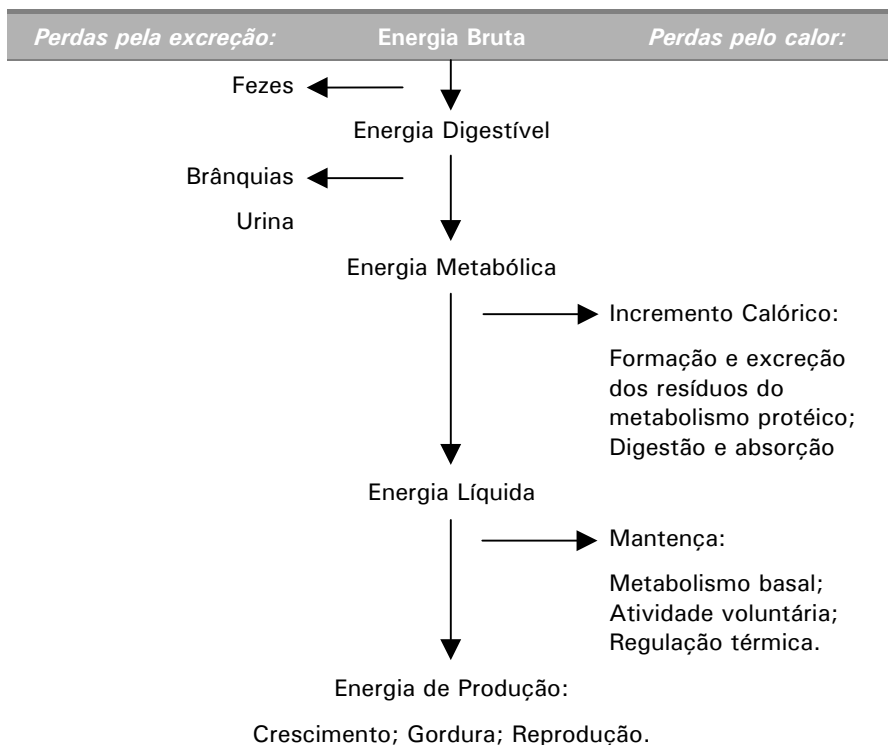 Perdas pela excreção: Energia Bruta Perdas pelo calor:
Fezes
Energia Digestível
Brânquias
Urina
Energia Metabólica
Incremento Calórico:
Formação e excreção
dos resíduos do
metabolismo protéico;
Digestão e absorção
Energia Líquida
Mantença:
Metabolismo basal;
Atividade voluntária;
Regulação térmica.
Energia de Produção:
Crescimento; Gordura; Reprodução.